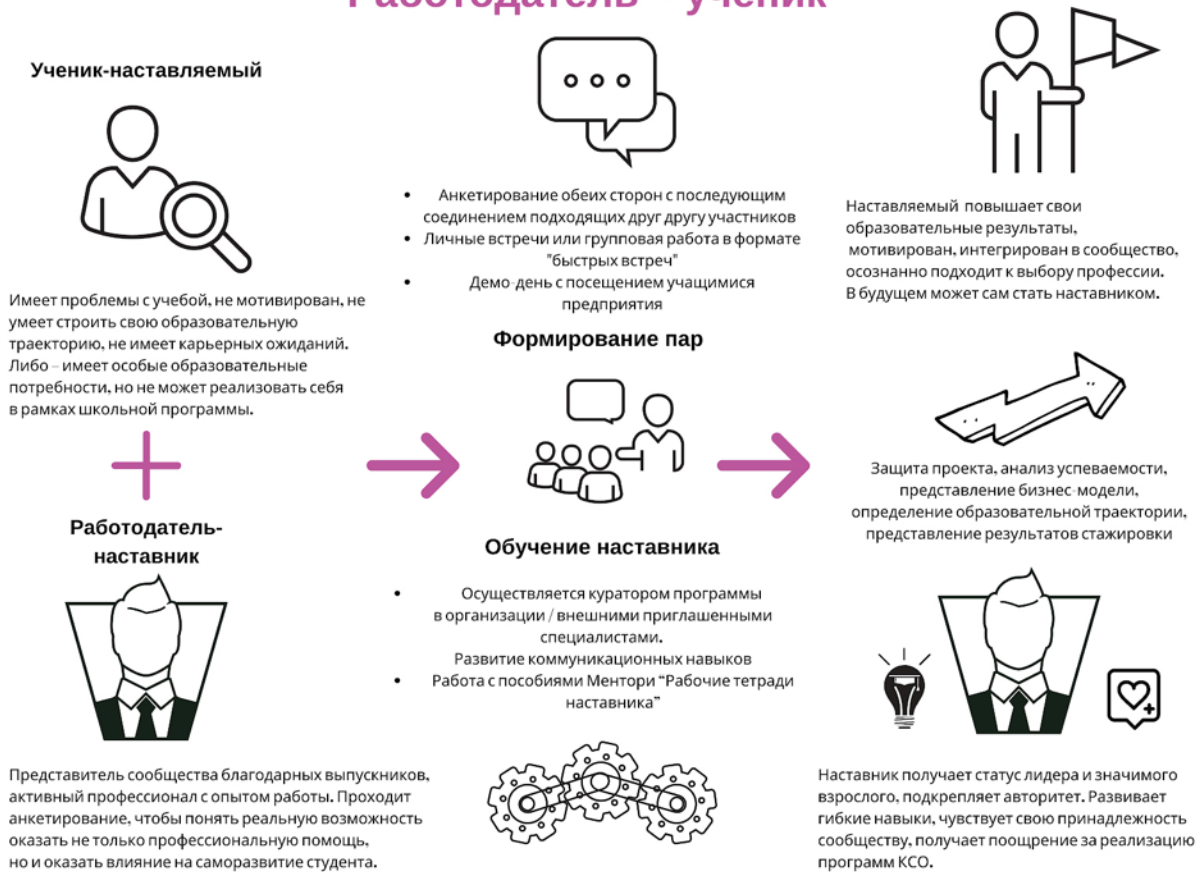 Работодатель – ученик
Ученик-наставляемый
Имеет проблемы с учебой, не мотивирован, не
умеет строить свою образовательную
траекторию, не имеет карьерных ожиданий.
Либо – имеет особые образовательные
потребности, но не может реализовать себя
в рамках школьной программы.
Работодатель-
наставник
Представитель сообщества благодарных выпускников,
активный профессионал с опытом работы. Проходит
анкетирование, чтобы понять реальную возможность
оказать не только профессиональную помощь,
но и оказать влияние на саморазвитие студента.
• Анкетирование обеих сторон с последующим
соединением подходящих друг другу участников
• Личные встречи или групповая работа в формате
"быстрых встреч"
• Демо-день с посещением учащимися
предприятия
Формирование пар
Обучение наставника
• Осуществляется куратором программы
в организации / внешними приглашенными
специалистами.
Развитие коммуникационных навыков
• Работа с пособиями Ментори “Рабочие тетради
наставника”
Наставляемый повышает свои
образовательные результаты,
мотивирован, интегрирован в сообщество,
осознанно подходит к выбору профессии.
В будущем может сам стать наставником.
Защита проекта, анализ успеваемости,
представление бизнес-модели,
определение образовательной траектории,
представление результатов стажировки
Наставник получает статус лидера и значимого
взрослого, подкрепляет авторитет. Развивает
гибкие навыки, чувствует свою принадлежность
сообществу, получает поощрение за реализацию
программ КСО.